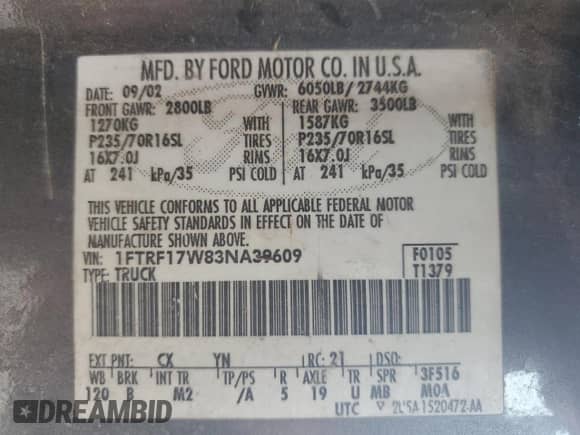 MFD. BY FORD MOTOR CO. IN U.S.A.
DATE: 09/02 GVWR: 6050LB/ 2744KG
FRONT GAWR: 2800LB REAR GAWR: 3500LB
1270KG WITH 1587KG WITH
P235/70R16SL TIRES P235/70R16SL TIRES
16X7.0J RIMS 16X7.0J RIMS
AT 241 kPa/35 PSI COLD AT 241 kPa/35 PSI COLD
THIS VEHICLE CONFORMS TO ALL APPLICABLE FEDERAL MOTOR
VEHICLE SAFETY STANDARDS IN EFFECT ON THE DATE OF
MANUFACTURE SHOWN ABOVE.
VIN: 1FTRF17W83NA39609 F0105
TYPE: TRUCK T1379
EXT PNT: CX YN RC: 21 DSO:
WB BRK INT TR TP/PS R AXLE TR SPR 3F516
120 B M2 /A 5 19 U MB MOA
UTC
DREAMBID